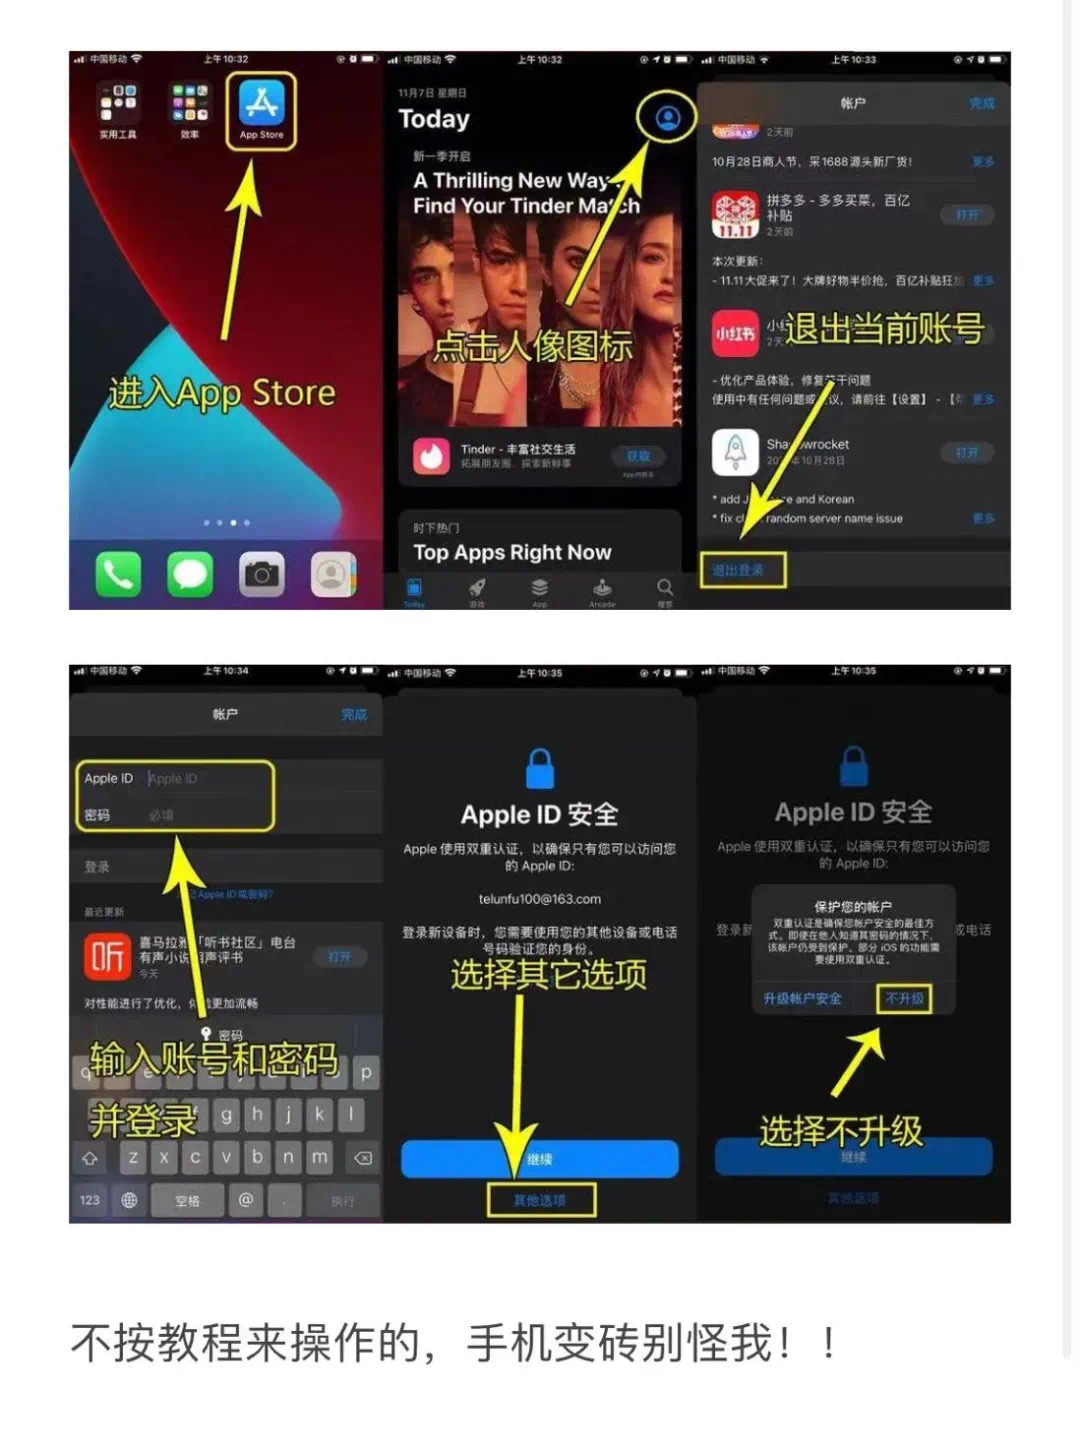 中国移动
上午10:32
实用工具
效率
App Store
进入App Store
中国移动
上午10:32
11月7日 星期日
Today
新一季开启
A Thrilling New Way
Find Your Tinder Match
点击人像图标
Tinder - 丰富社交生活
拓展朋友圈，探索新鲜事
获取
App内购买
时下热门
Top Apps Right Now
Today
游戏
App
Arcade
搜索
中国移动
上午10:33
帐户
完成
2天前
10月28日商人节，采1688源头新厂货！
更多
拼多多 - 多多买菜，百亿
补贴
打开
2天前
11.11
本次更新：
- 11.11大促来了！大牌好物半价抢，百亿补贴狂加
更多
小红书
退出当前账号
- 优化产品体验，修复若干问题
使用中有任何问题或建议，请前往【设置】 - 【帮
更多
Shadowrocket
10月28日
打开
* add and Korean
* fix random server name issue
更多
退出登录
中国移动
上午10:34
帐户
完成
Apple ID Apple ID
密码 必填
登录
Apple ID或密码?
最近更新
听
喜马拉雅「听书社区」电台
有声小说相声评书
打开
今天
对性能进行了优化，体验更加流畅
密码
输入账号和密码
并登录
q e p
g h j k l
z x c v b n m
123 空格 @ . 换行
中国移动
上午10:35
Apple ID 安全
Apple 使用双重认证，以确保只有您可以访问您
的 Apple ID:
telunfu100@163.com
登录新设备时，您需要使用您的其他设备或电话
号码验证您的身份。
选择其它选项
继续
其他选项
中国移动
上午10:35
Apple ID 安全
Apple 使用双重认证，以确保只有您可以访问您
的 Apple ID:
登录新
或电话
保护您的帐户
双重认证是确保您帐户安全的最佳方
式，即使在他人知道其密码的情况下，
该帐户仍受到保护。部分 iOS 的功能需
要使用双重认证。
升级帐户安全
不升级
选择不升级
继续
其他选项
不按教程来操作的，手机变砖别怪我！！